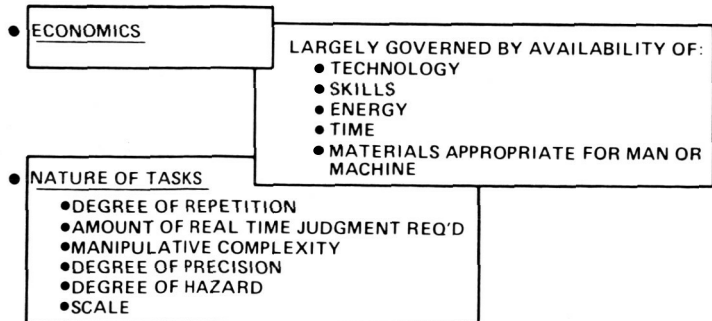 • ECONOMICS
LARGELY GOVERNED BY AVAILABILITY OF:
• TECHNOLOGY
• SKILLS
• ENERGY
• TIME
• MATERIALS APPROPRIATE FOR MAN OR
MACHINE
• NATURE OF TASKS
•DEGREE OF REPETITION
•AMOUNT OF REAL TIME JUDGMENT REQ'D
•MANIPULATIVE COMPLEXITY
•DEGREE OF PRECISION
•DEGREE OF HAZARD
•SCALE